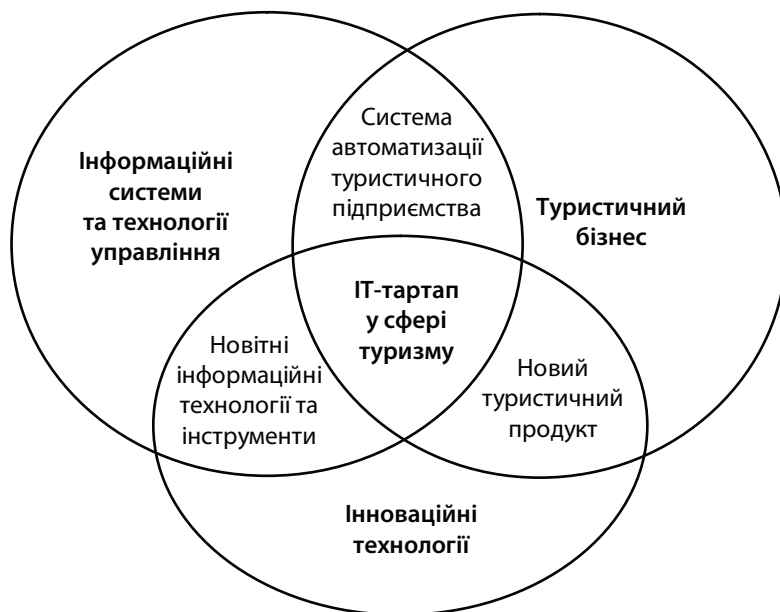 Система
автоматизації
туристичного
підприємства
Інформаційні
системи
та технології
управління
Туристичний
бізнес
ІТ-тартап
у сфері
туризму
Новітні
інформаційні
технології та
інструменти
Новий
туристичний
продукт
Інноваційні
технології